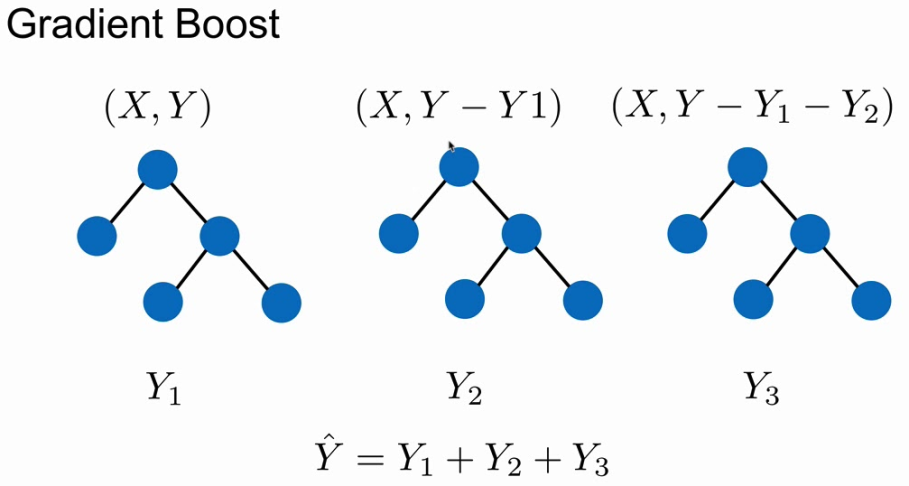 Gradient Boost
(X, Y) (X, Y − Y1) (X, Y − Y₁ − Y₂)
Y₁ Y₂ Y₃
Ŷ = Y₁ + Y₂ + Y₃